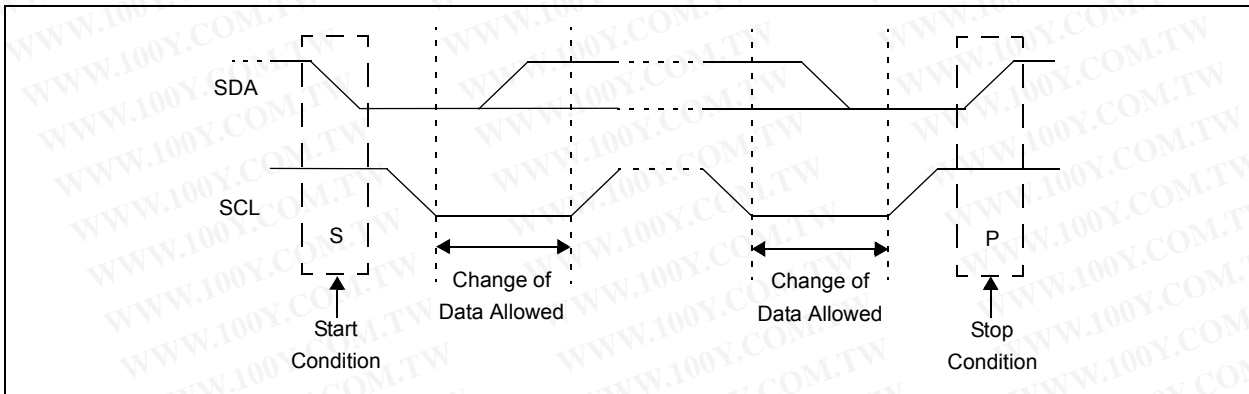 SDA
SCL
S
P
Change of
Data Allowed
Change of
Data Allowed
Start
Condition
Stop
Condition
WWW.100Y.COM.TW